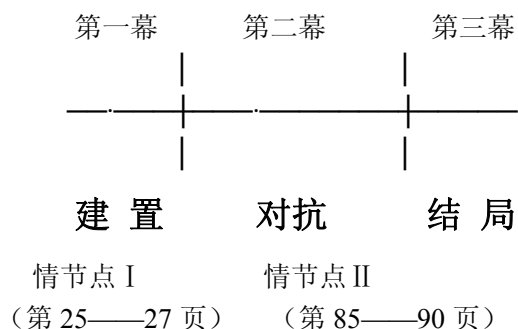 第一幕 第二幕 第三幕
建 置 对抗 结 局
情节点Ⅰ 情节点Ⅱ
（第 25——27 页） （第 85——90 页）